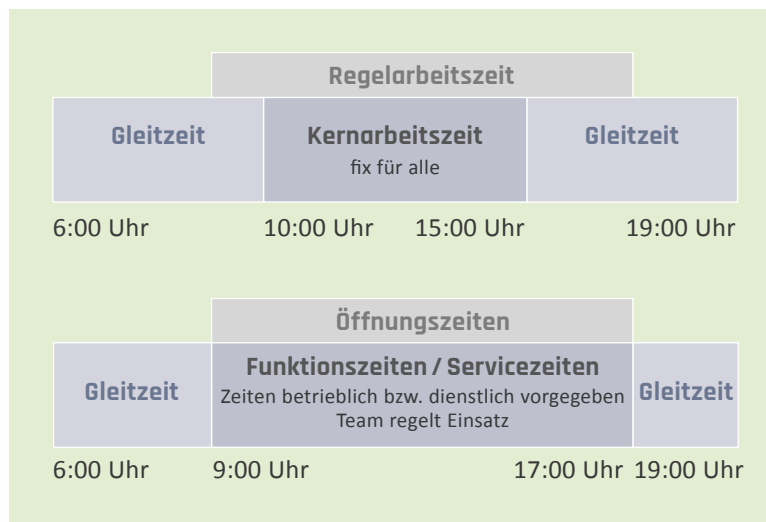 Regelarbeitszeit
Gleitzeit
Kernarbeitszeit
fix für alle
Gleitzeit
6:00 Uhr
10:00 Uhr
15:00 Uhr
19:00 Uhr
Öffnungszeiten
Gleitzeit
Funktionszeiten / Servicezeiten
Zeiten betrieblich bzw. dienstlich vorgegeben
Team regelt Einsatz
Gleitzeit
6:00 Uhr
9:00 Uhr
17:00 Uhr
19:00 Uhr